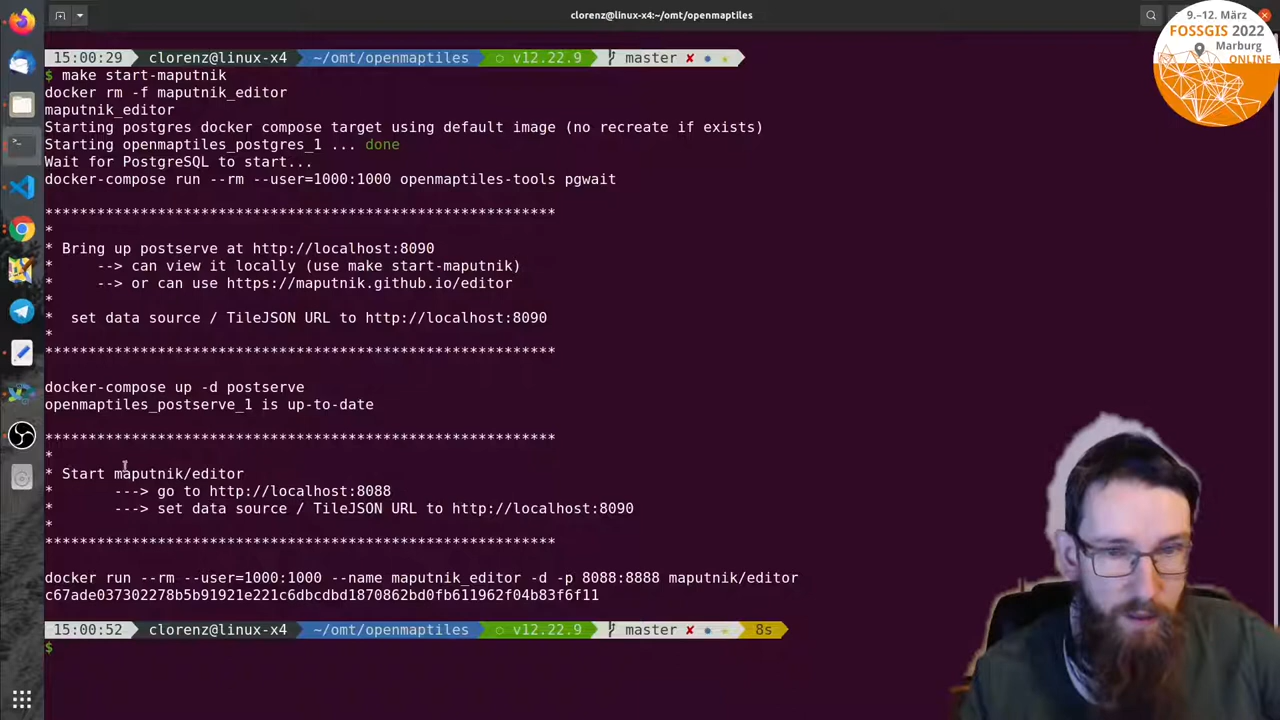 clorenz@linux-x4:~/omt/openmaptiles
15:00:29 clorenz@linux-x4 ~/omt/openmaptiles v12.22.9 master ✘
$ make start-maputnik
docker rm -f maputnik_editor
maputnik_editor
Starting postgres docker compose target using default image (no recreate if exists)
Starting openmaptiles_postgres_1 ... done
Wait for PostgreSQL to start...
docker-compose run --rm --user=1000:1000 openmaptiles-tools pgwait
***********************************************************
*
* Bring up postserve at http://localhost:8090
*     --> can view it locally (use make start-maputnik)
*     --> or can use https://maputnik.github.io/editor
*
*  set data source / TileJSON URL to http://localhost:8090
*
***********************************************************
docker-compose up -d postserve
openmaptiles_postserve_1 is up-to-date
***********************************************************
*
* Start maputnik/editor
*       ---> go to http://localhost:8088
*       ---> set data source / TileJSON URL to http://localhost:8090
*
***********************************************************
docker run --rm --user=1000:1000 --name maputnik_editor -d -p 8088:8888 maputnik/editor
c67ade037302278b5b91921e221c6dbcdbd1870862bd0fb611962f04b83f6f11
15:00:52 clorenz@linux-x4 ~/omt/openmaptiles v12.22.9 master ✘ 8s
$
9.–12. März
FOSSGIS 2022
Marburg
ONLINE